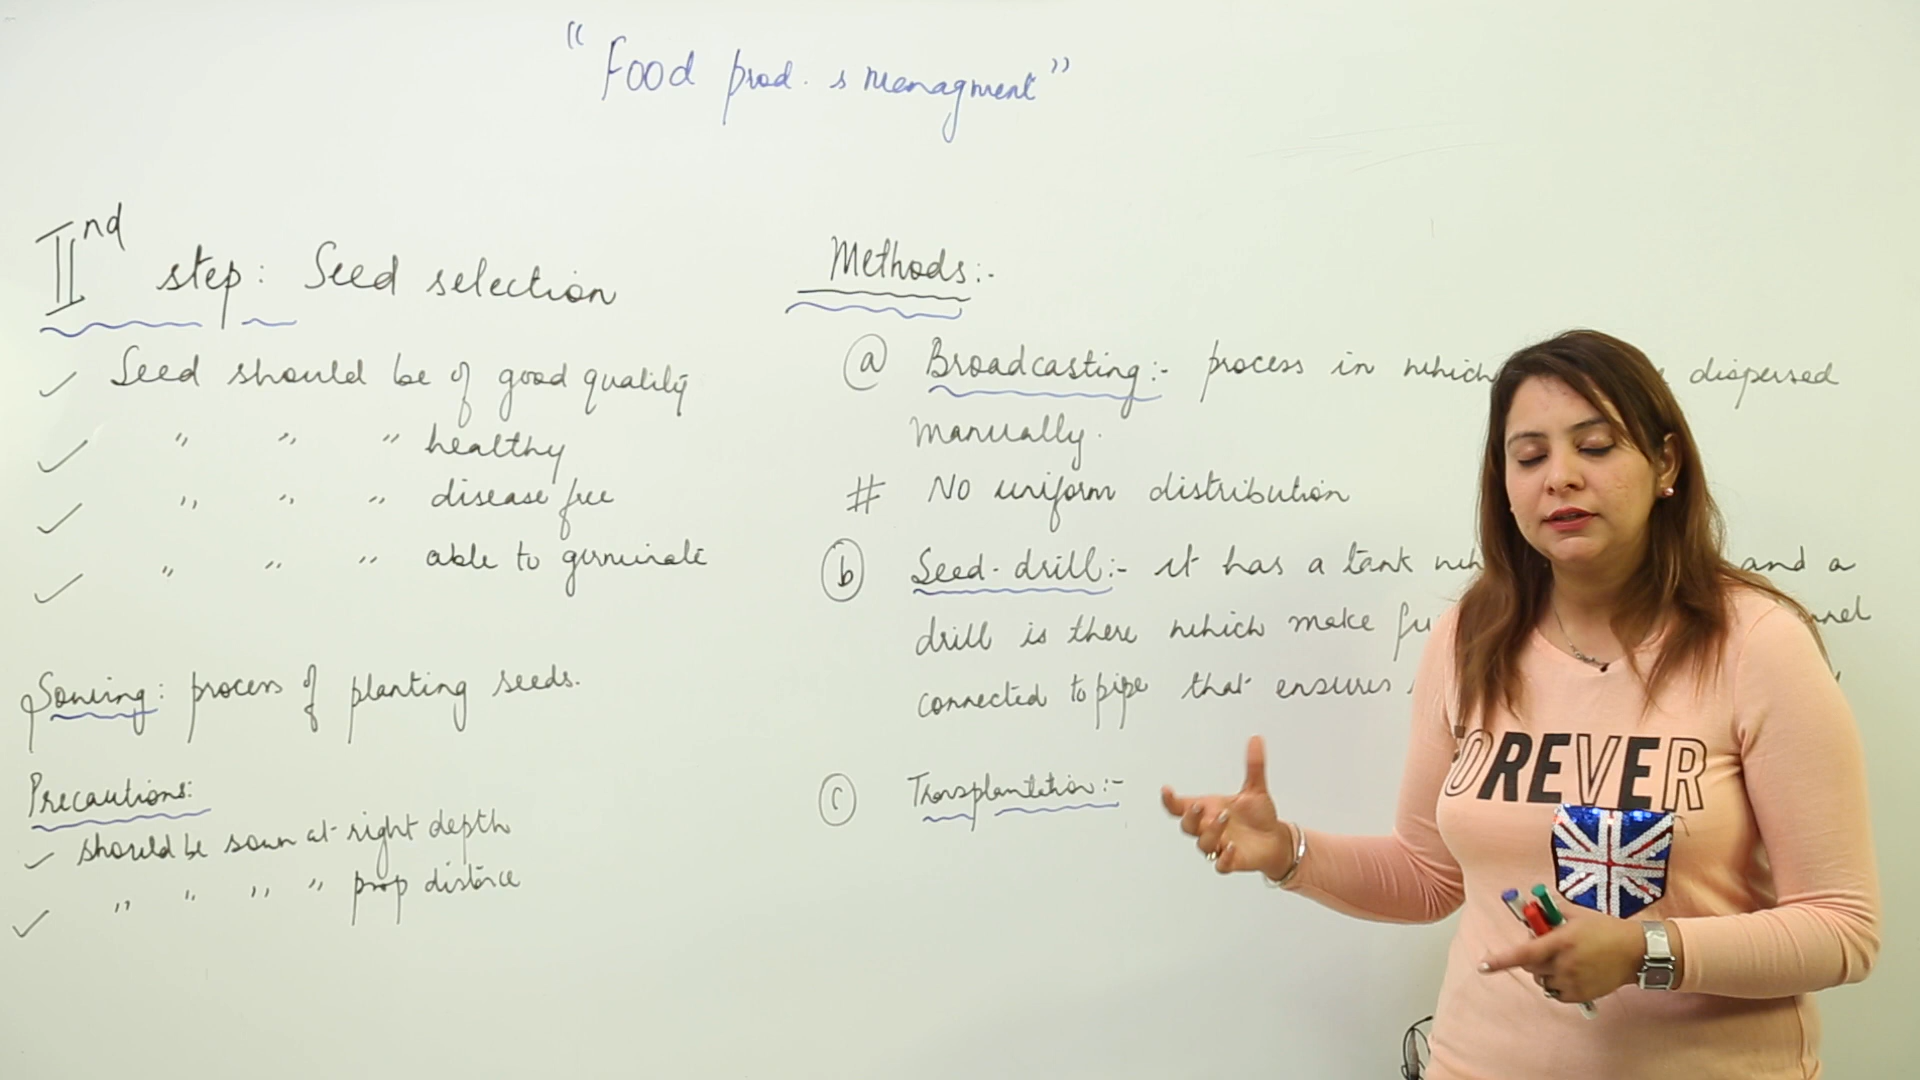 "Food prod. & managment"
IInd step: Seed selection
✓ Seed should be of good quality
✓ " " " healthy
✓ " " " disease free
✓ " " " able to germinate
Sowing: process of planting seeds.
Precautions:
✓ should be sown at right depth
✓ " " " " prop distance
Methods:-
(a) Broadcasting:- process in which dispersed
manually.
# No uniform distribution
(b) Seed-drill:- it has a tank and a
drill is there which make
connected to pipe that ensures
(c) Transplantation:-
FOREVER